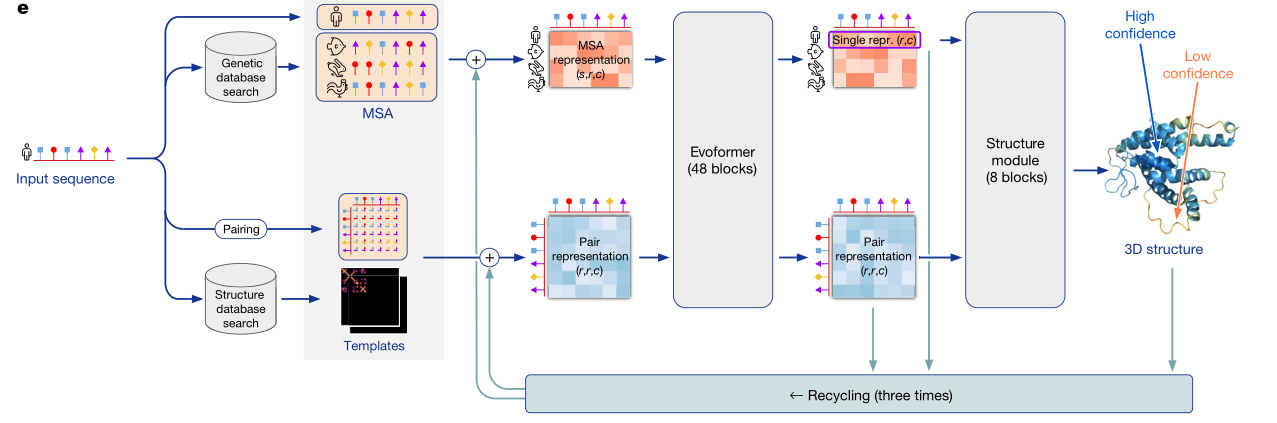 e
Genetic
database
search
MSA
Input sequence
Pairing
Structure
database
search
Templates
+
+
MSA
representation
(s,r,c)
Pair
representation
(r,r,c)
Evoformer
(48 blocks)
Single repr. (r,c)
Pair
representation
(r,r,c)
Structure
module
(8 blocks)
High
confidence
Low
confidence
3D structure
← Recycling (three times)